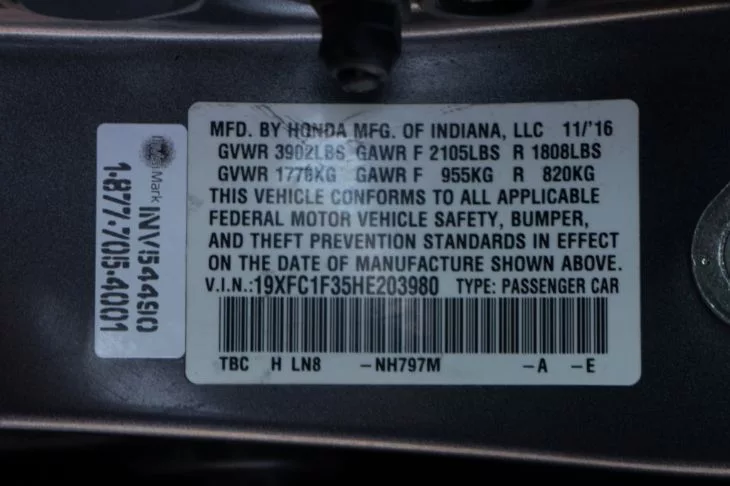 MFD. BY HONDA MFG. OF INDIANA, LLC 11/'16
GVWR 3902LBS GAWR F 2105LBS R 1808LBS
GVWR 1770KG GAWR F 955KG R 820KG
THIS VEHICLE CONFORMS TO ALL APPLICABLE
FEDERAL MOTOR VEHICLE SAFETY, BUMPER,
AND THEFT PREVENTION STANDARDS IN EFFECT
ON THE DATE OF MANUFACTURE SHOWN ABOVE.
V.I.N.:19XFC1F35HE203980 TYPE: PASSENGER CAR
TBC H LN8 -NH797M -A -E
Mark INV54490
1-877-705-4001